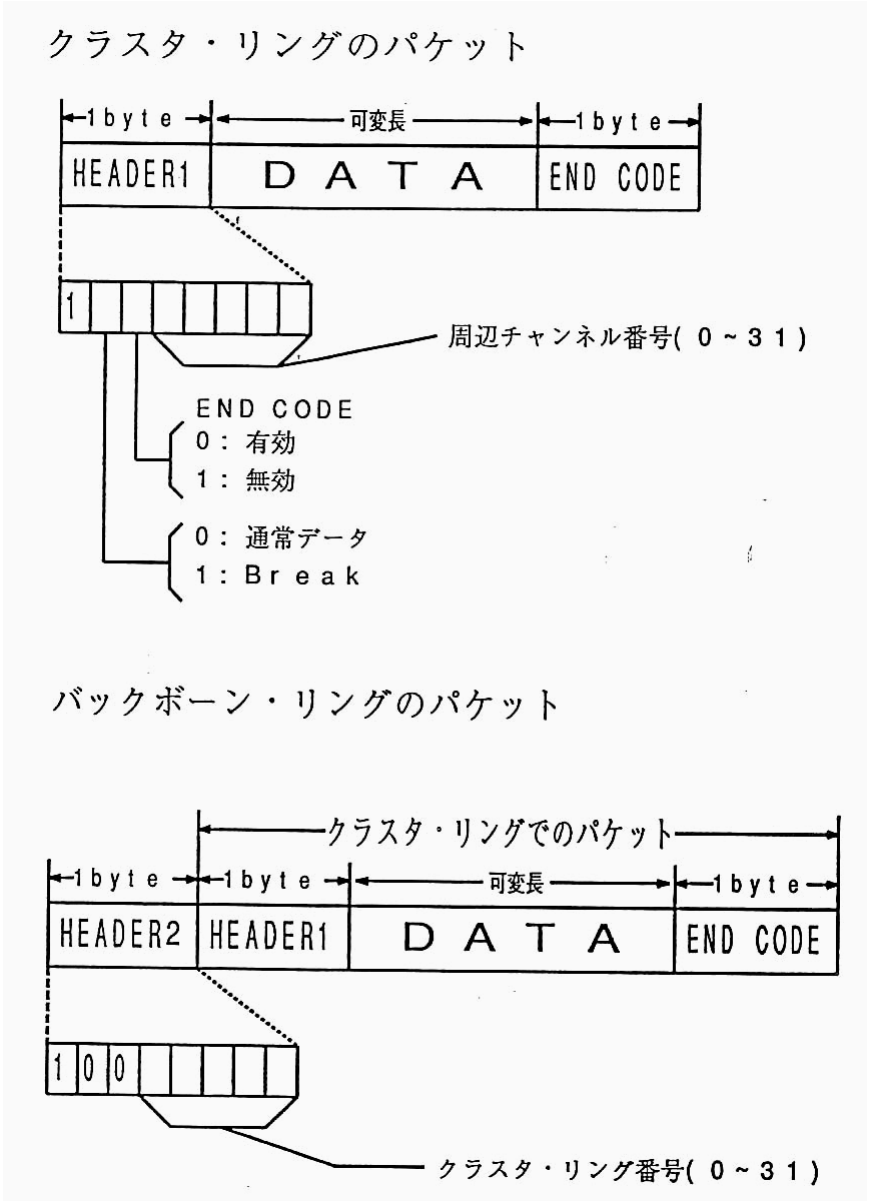 クラスタ・リングのパケット
1byte 可変長 1byte
HEADER1 DATA END CODE
1
周辺チャンネル番号(0~31)
END CODE
0: 有効
1: 無効
0: 通常データ
1: Break
バックボーン・リングのパケット
クラスタ・リングでのパケット
1byte 1byte 可変長 1byte
HEADER2 HEADER1 DATA END CODE
1 0 0
クラスタ・リング番号(0~31)